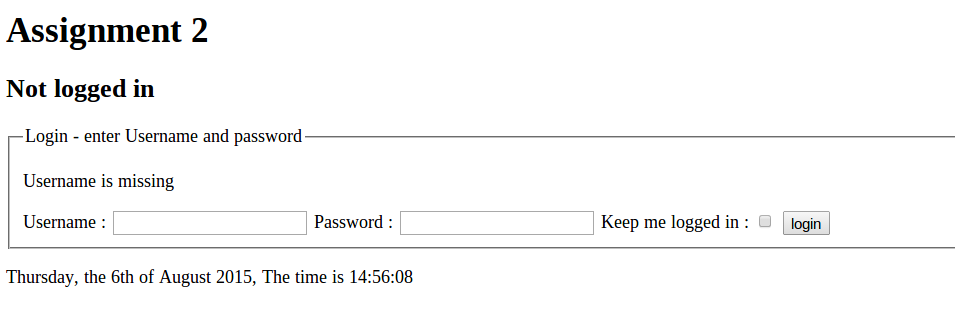 Assignment 2
Not logged in
Login - enter Username and password
Username is missing
Username : Password : Keep me logged in : login
Thursday, the 6th of August 2015, The time is 14:56:08